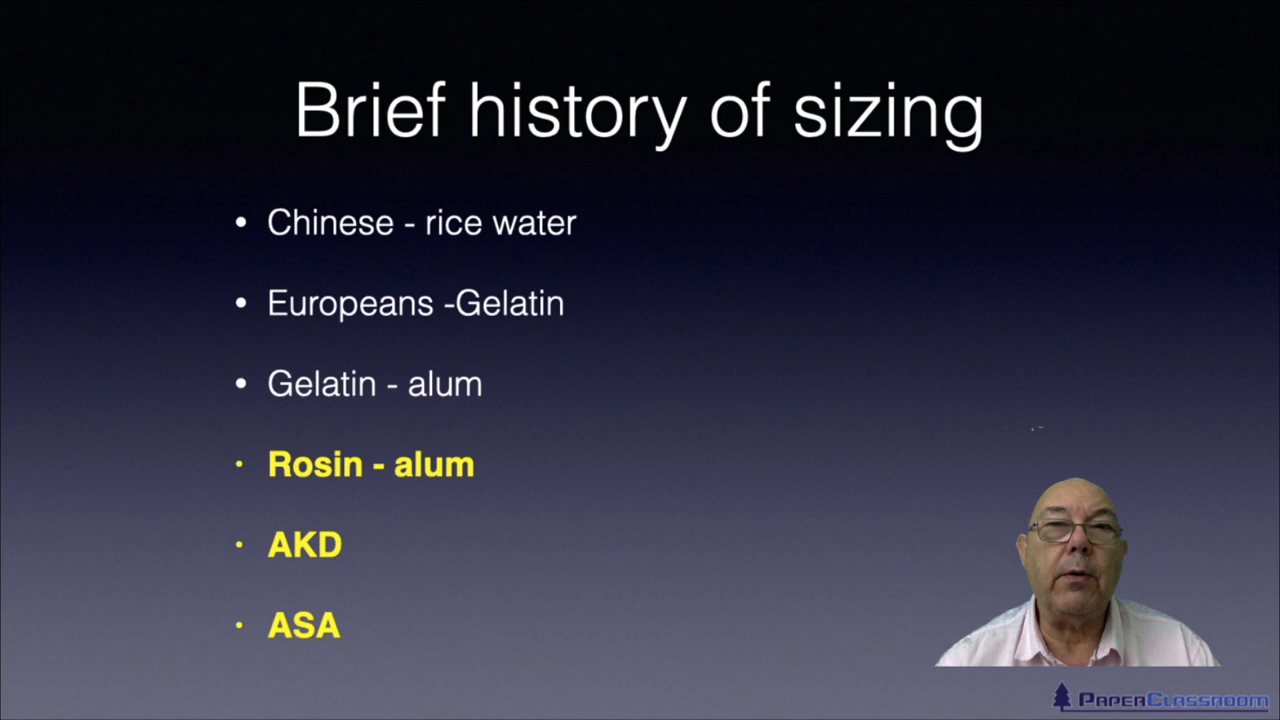 Brief history of sizing
• Chinese - rice water
• Europeans -Gelatin
• Gelatin - alum
• Rosin - alum
• AKD
• ASA
PAPERCLASSROOM